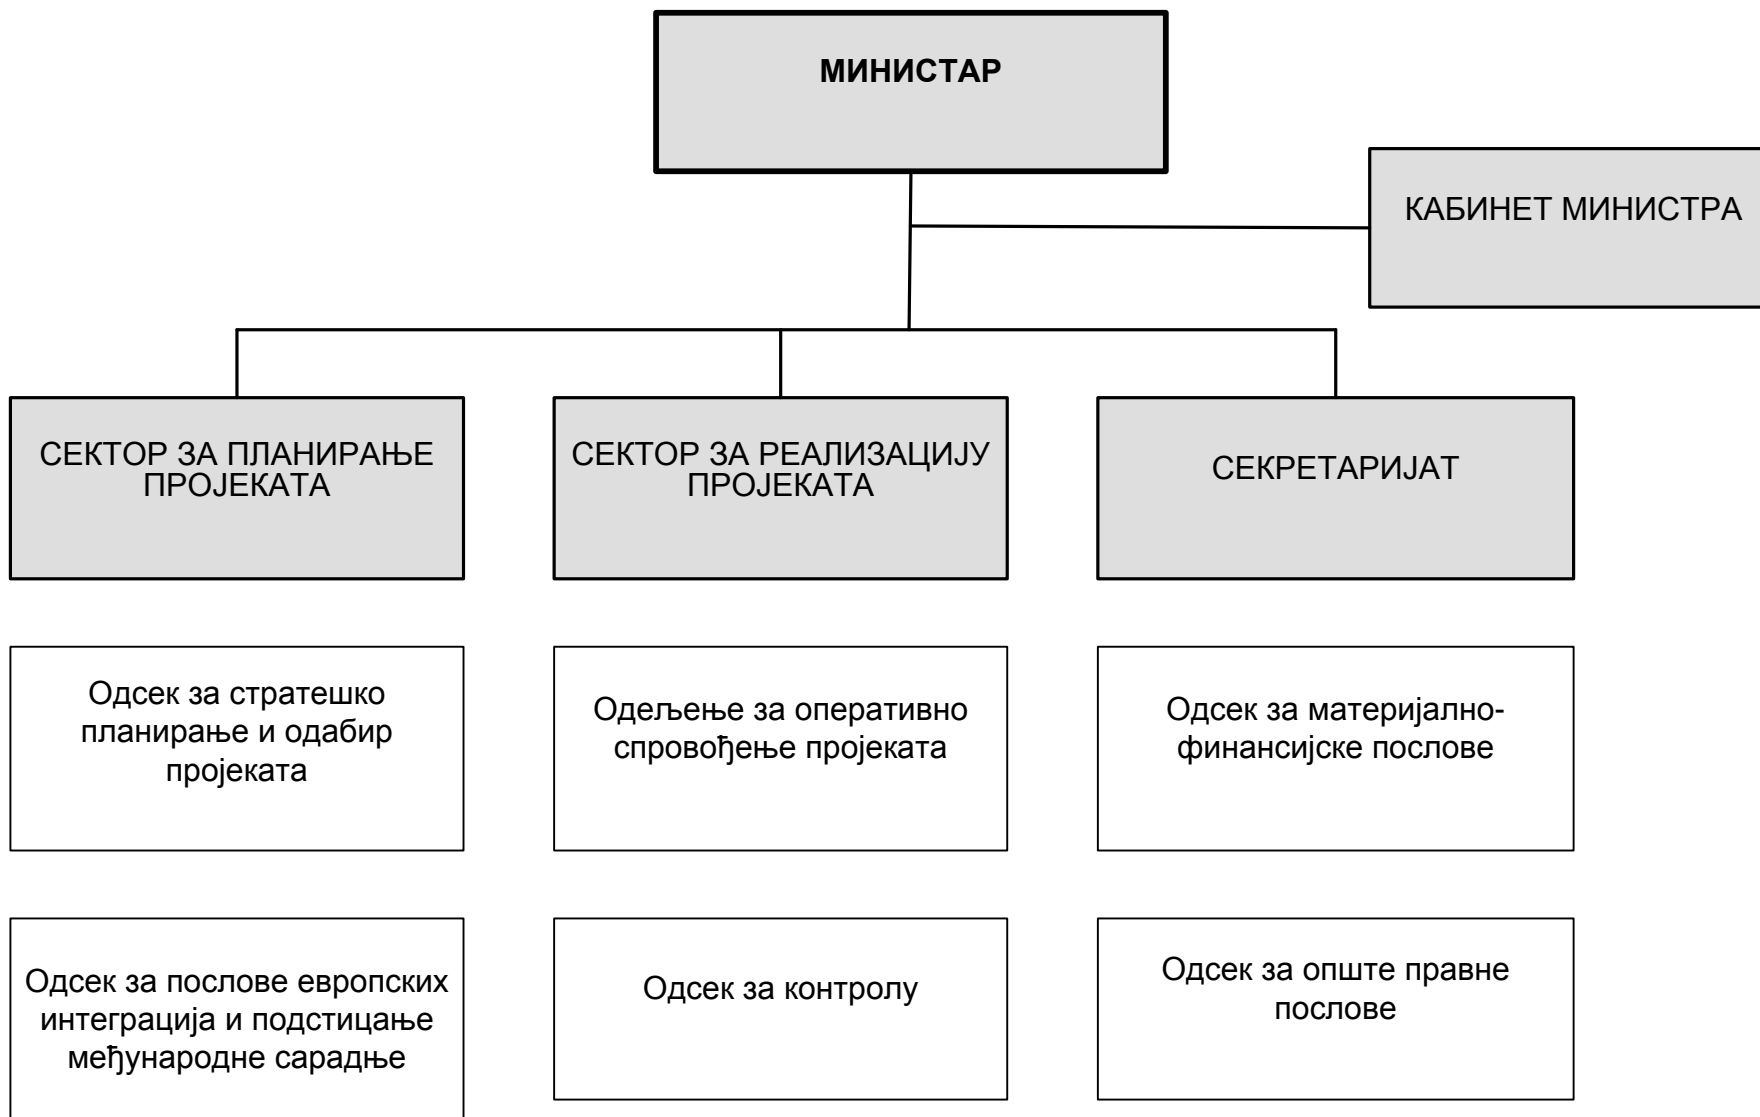 МИНИСТАР
КАБИНЕТ МИНИСТРА
СЕКТОР ЗА ПЛАНИРАЊЕ
ПРОЈЕКАТА
СЕКТОР ЗА РЕАЛИЗАЦИЈУ
ПРОЈЕКАТА
СЕКРЕТАРИЈАТ
Одсек за стратешко
планирање и одабир
пројеката
Одељење за оперативно
спровођење пројеката
Одсек за материјално-
финансијске послове
Одсек за послове европских
интеграција и подстицање
међународне сарадње
Одсек за контролу
Одсек за опште правне
послове